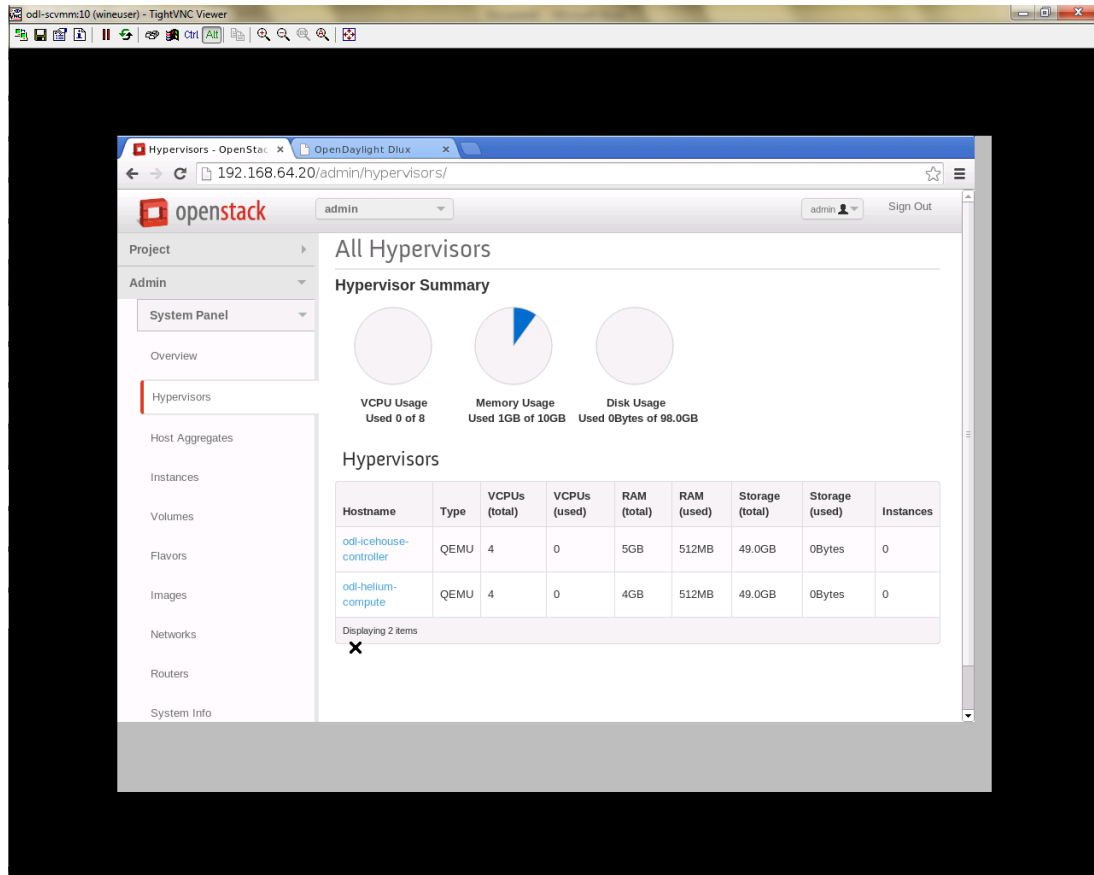 odl-scvmm:10 (wineuser) - TightVNC Viewer
Ctrl Alt
Hypervisors - OpenStac
OpenDaylight Dlux
192.168.64.20/admin/hypervisors/
openstack
admin
admin
Sign Out
Project
Admin
System Panel
Overview
Hypervisors
Host Aggregates
Instances
Volumes
Flavors
Images
Networks
Routers
System Info
All Hypervisors
Hypervisor Summary
VCPU Usage
Used 0 of 8
Memory Usage
Used 1GB of 10GB
Disk Usage
Used 0Bytes of 98.0GB
Hypervisors
Hostname Type VCPUs (total) VCPUs (used) RAM (total) RAM (used) Storage (total) Storage (used) Instances
odl-icehouse-controller QEMU 4 0 5GB 512MB 49.0GB 0Bytes 0
odl-helium-compute QEMU 4 0 4GB 512MB 49.0GB 0Bytes 0
Displaying 2 items